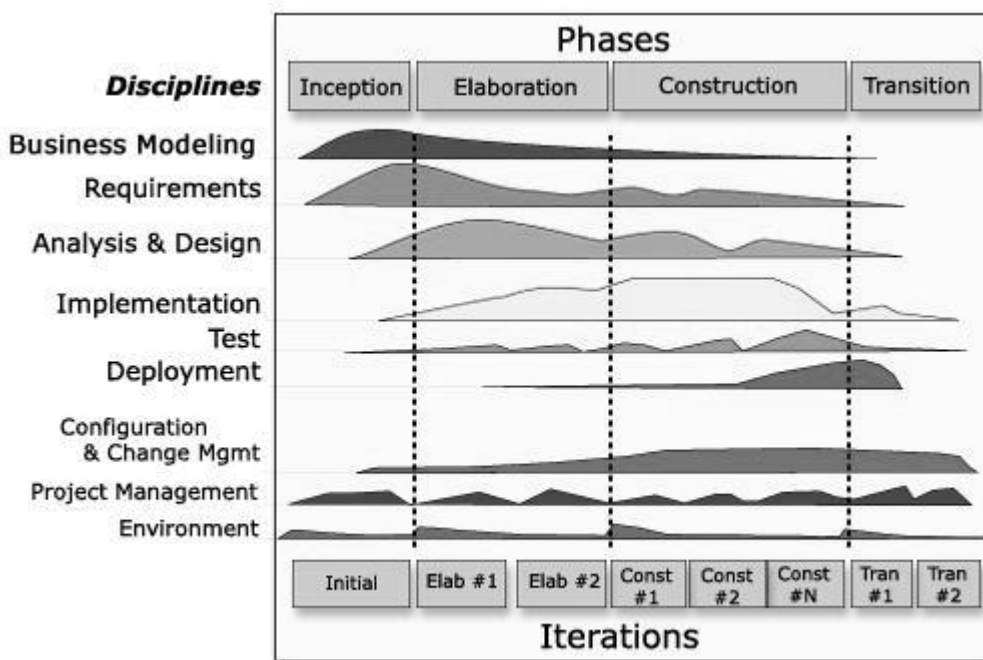 Phases
Disciplines Inception Elaboration Construction Transition
Business Modeling
Requirements
Analysis & Design
Implementation
Test
Deployment
Configuration
& Change Mgmt
Project Management
Environment
Initial Elab #1 Elab #2 Const #1 Const #2 Const #N Tran #1 Tran #2
Iterations